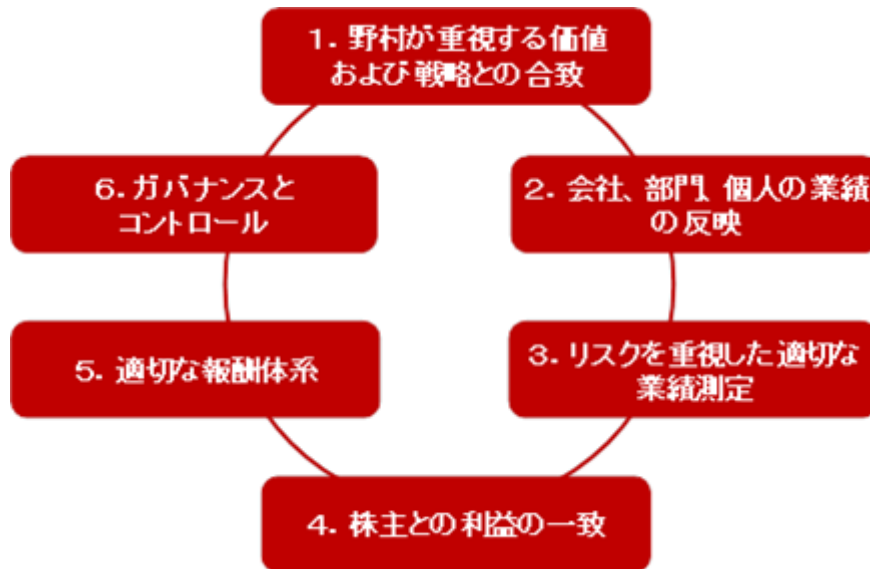 1. 野村が重視する価値
および戦略との合致
2. 会社、部門、個人の業績
の反映
3. リスクを重視した適切な
業績測定
4. 株主との利益の一致
5. 適切な報酬体系
6. ガバナンスと
コントロール